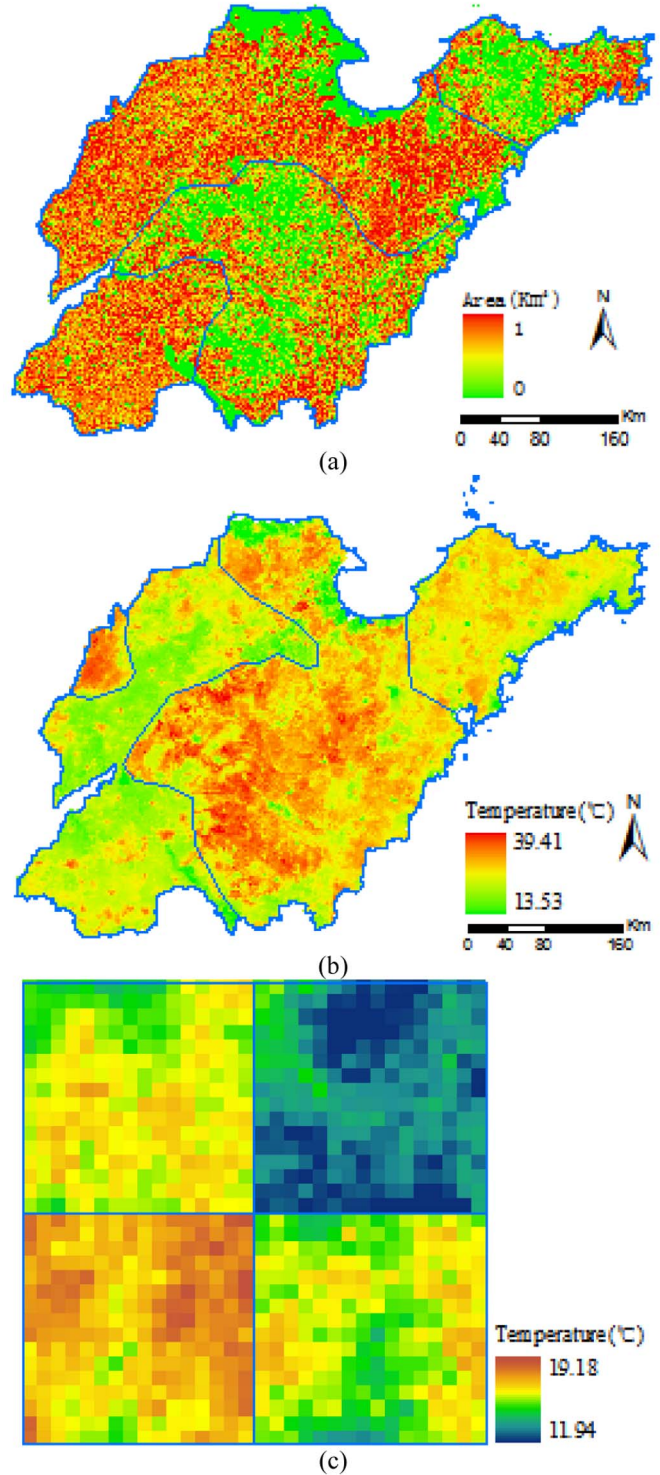 Area (Km²)
N
1
0
Km
0 40 80 160
(a)
Temperature (℃)
N
39.41
13.53
Km
0 40 80 160
(b)
Temperature (℃)
19.18
11.94
(c)